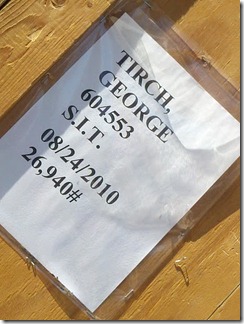 TIRCH,
GEORGE
604553
S.I.T.
08/24/2010
26,940#